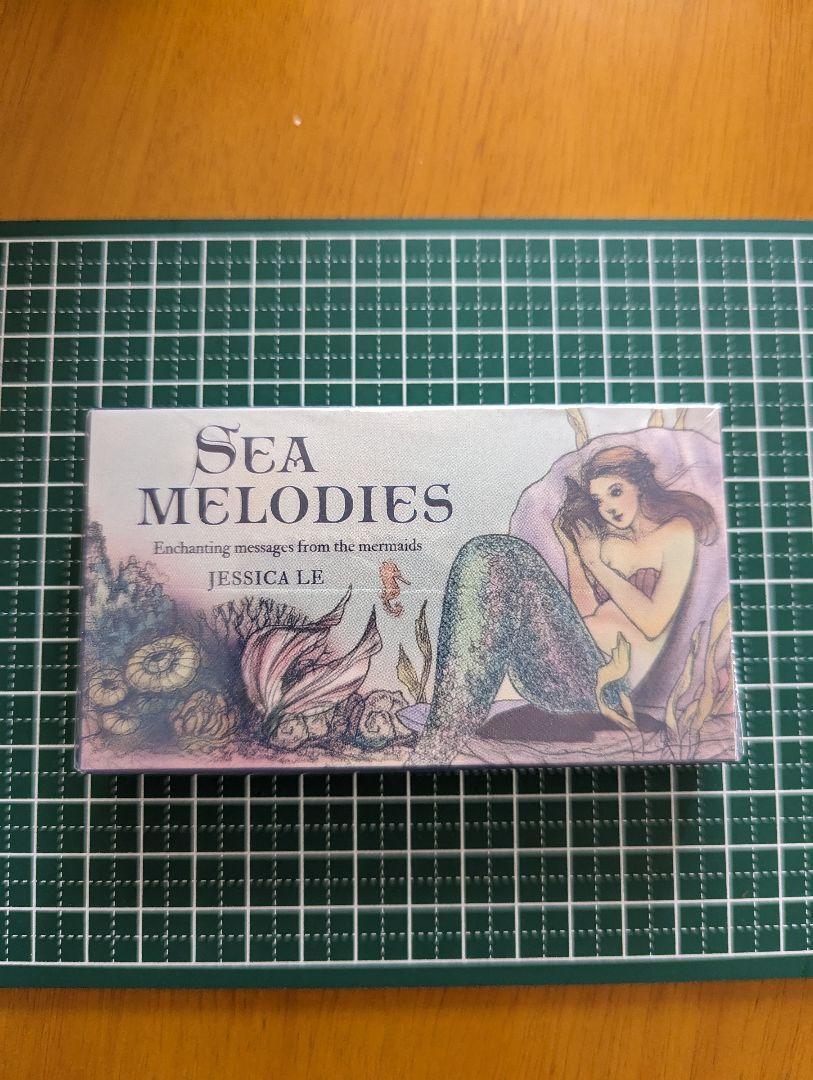 SEA
MELODIES
Enchanting messages from the mermaids
JESSICA LE